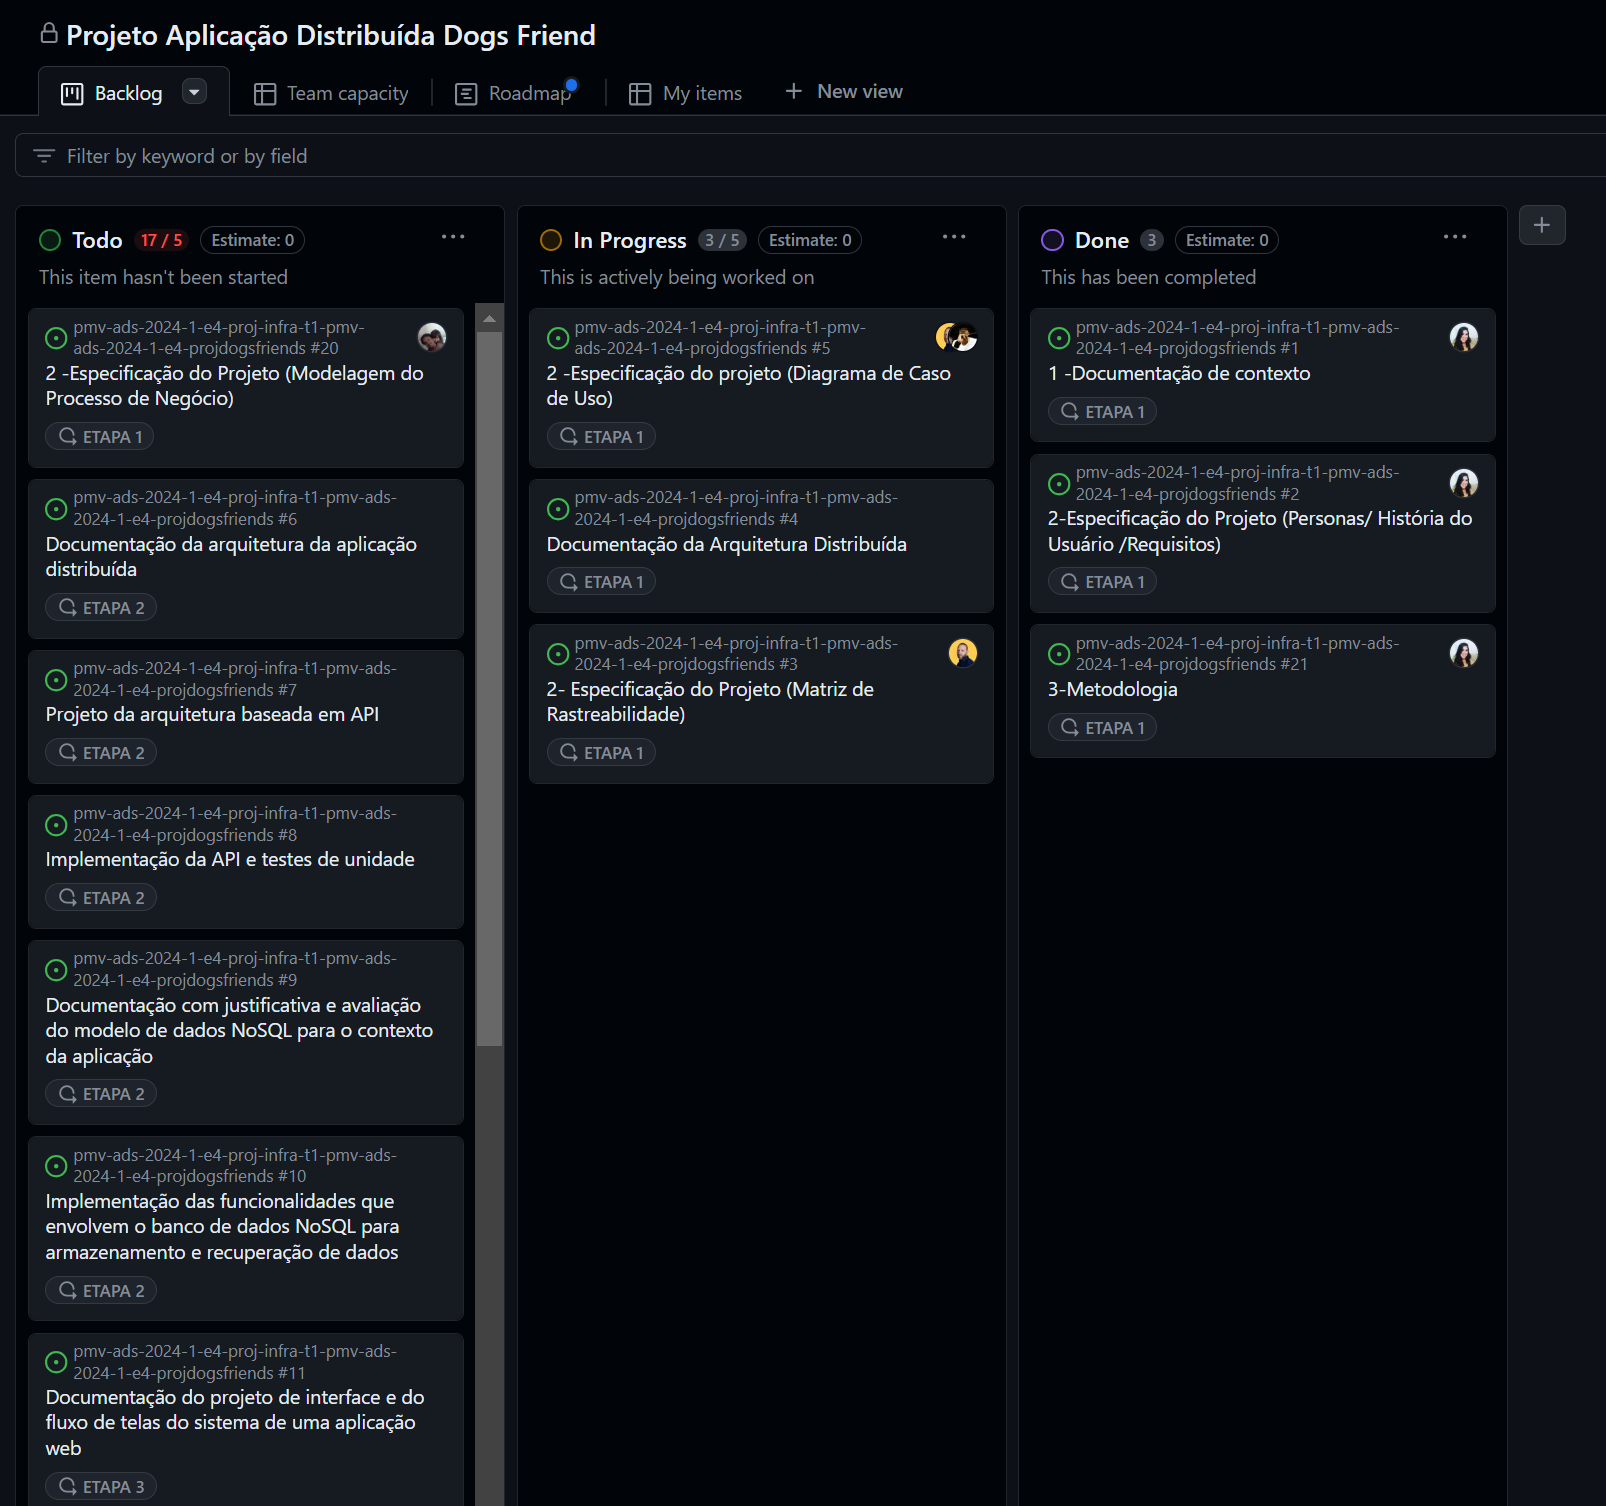 Projeto Aplicação Distribuída Dogs Friend
Backlog
Team capacity
Roadmap
My items
New view
Filter by keyword or by field
Todo 17 / 5 Estimate: 0
This item hasn't been started
pmv-ads-2024-1-e4-proj-infra-t1-pmv-
ads-2024-1-e4-projdogsfriends #20
2 -Especificação do Projeto (Modelagem do
Processo de Negócio)
ETAPA 1
pmv-ads-2024-1-e4-proj-infra-t1-pmv-ads-
2024-1-e4-projdogsfriends #6
Documentação da arquitetura da aplicação
distribuída
ETAPA 2
pmv-ads-2024-1-e4-proj-infra-t1-pmv-ads-
2024-1-e4-projdogsfriends #7
Projeto da arquitetura baseada em API
ETAPA 2
pmv-ads-2024-1-e4-proj-infra-t1-pmv-ads-
2024-1-e4-projdogsfriends #8
Implementação da API e testes de unidade
ETAPA 2
pmv-ads-2024-1-e4-proj-infra-t1-pmv-ads-
2024-1-e4-projdogsfriends #9
Documentação com justificativa e avaliação
do modelo de dados NoSQL para o contexto
da aplicação
ETAPA 2
pmv-ads-2024-1-e4-proj-infra-t1-pmv-ads-
2024-1-e4-projdogsfriends #10
Implementação das funcionalidades que
envolvem o banco de dados NoSQL para
armazenamento e recuperação de dados
ETAPA 2
pmv-ads-2024-1-e4-proj-infra-t1-pmv-ads-
2024-1-e4-projdogsfriends #11
Documentação do projeto de interface e do
fluxo de telas do sistema de uma aplicação
web
ETAPA 3
In Progress 3 / 5 Estimate: 0
This is actively being worked on
pmv-ads-2024-1-e4-proj-infra-t1-pmv-
ads-2024-1-e4-projdogsfriends #5
2 -Especificação do projeto (Diagrama de Caso
de Uso)
ETAPA 1
pmv-ads-2024-1-e4-proj-infra-t1-pmv-ads-
2024-1-e4-projdogsfriends #4
Documentação da Arquitetura Distribuída
ETAPA 1
pmv-ads-2024-1-e4-proj-infra-t1-pmv-ads-
2024-1-e4-projdogsfriends #3
2- Especificação do Projeto (Matriz de
Rastreabilidade)
ETAPA 1
Done 3 Estimate: 0
This has been completed
pmv-ads-2024-1-e4-proj-infra-t1-pmv-ads-
2024-1-e4-projdogsfriends #1
1 -Documentação de contexto
ETAPA 1
pmv-ads-2024-1-e4-proj-infra-t1-pmv-ads-
2024-1-e4-projdogsfriends #2
2-Especificação do Projeto (Personas/ História do
Usuário /Requisitos)
ETAPA 1
pmv-ads-2024-1-e4-proj-infra-t1-pmv-ads-
2024-1-e4-projdogsfriends #21
3-Metodologia
ETAPA 1